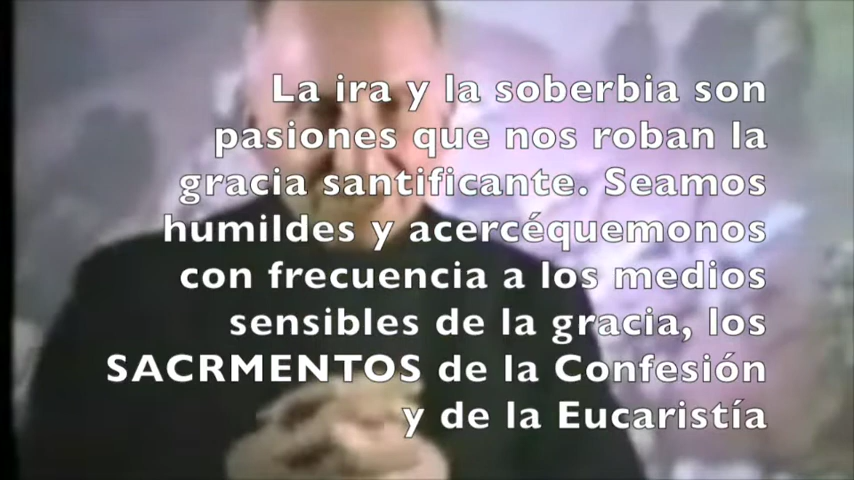 La ira y la soberbia son
pasiones que nos roban la
gracia santificante. Seamos
humildes y acercéquemonos
con frecuencia a los medios
sensibles de la gracia, los
SACRMENTOS de la Confesión
y de la Eucaristía